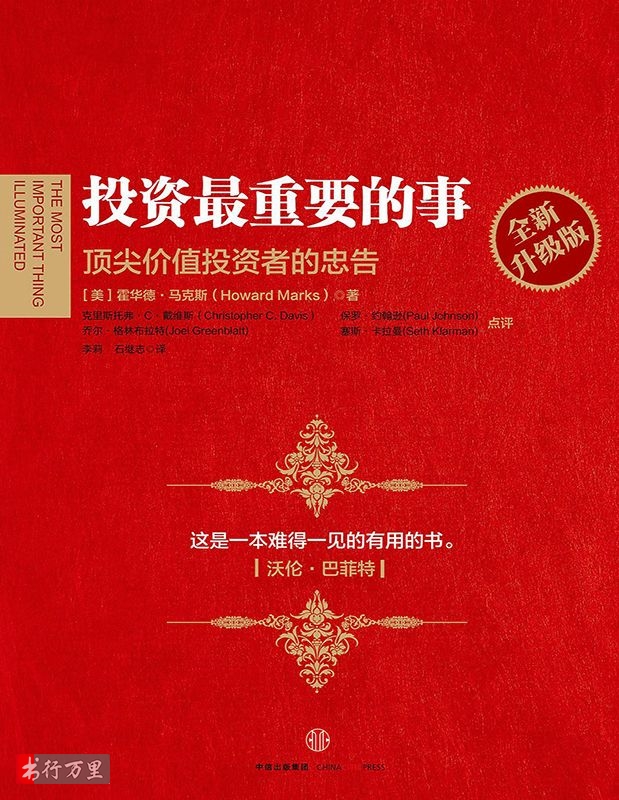 THE MOST
IMPORTANT THING
ILLUMINATED
投资最重要的事
全新
升级版
顶尖价值投资者的忠告
[美]霍华德·马克斯(Howard Marks)◎著
克里斯托弗·C·戴维斯(Christopher C. Davis) 保罗·约翰逊(Paul Johnson)
乔尔·格林布拉特(Joel Greenblatt) 塞斯·卡拉曼(Seth Klarman) 点评
李莉 石继志◎译
这是一本难得一见的有用的书。
沃伦·巴菲特
中信出版集团 CHINA PRESS
书行万里